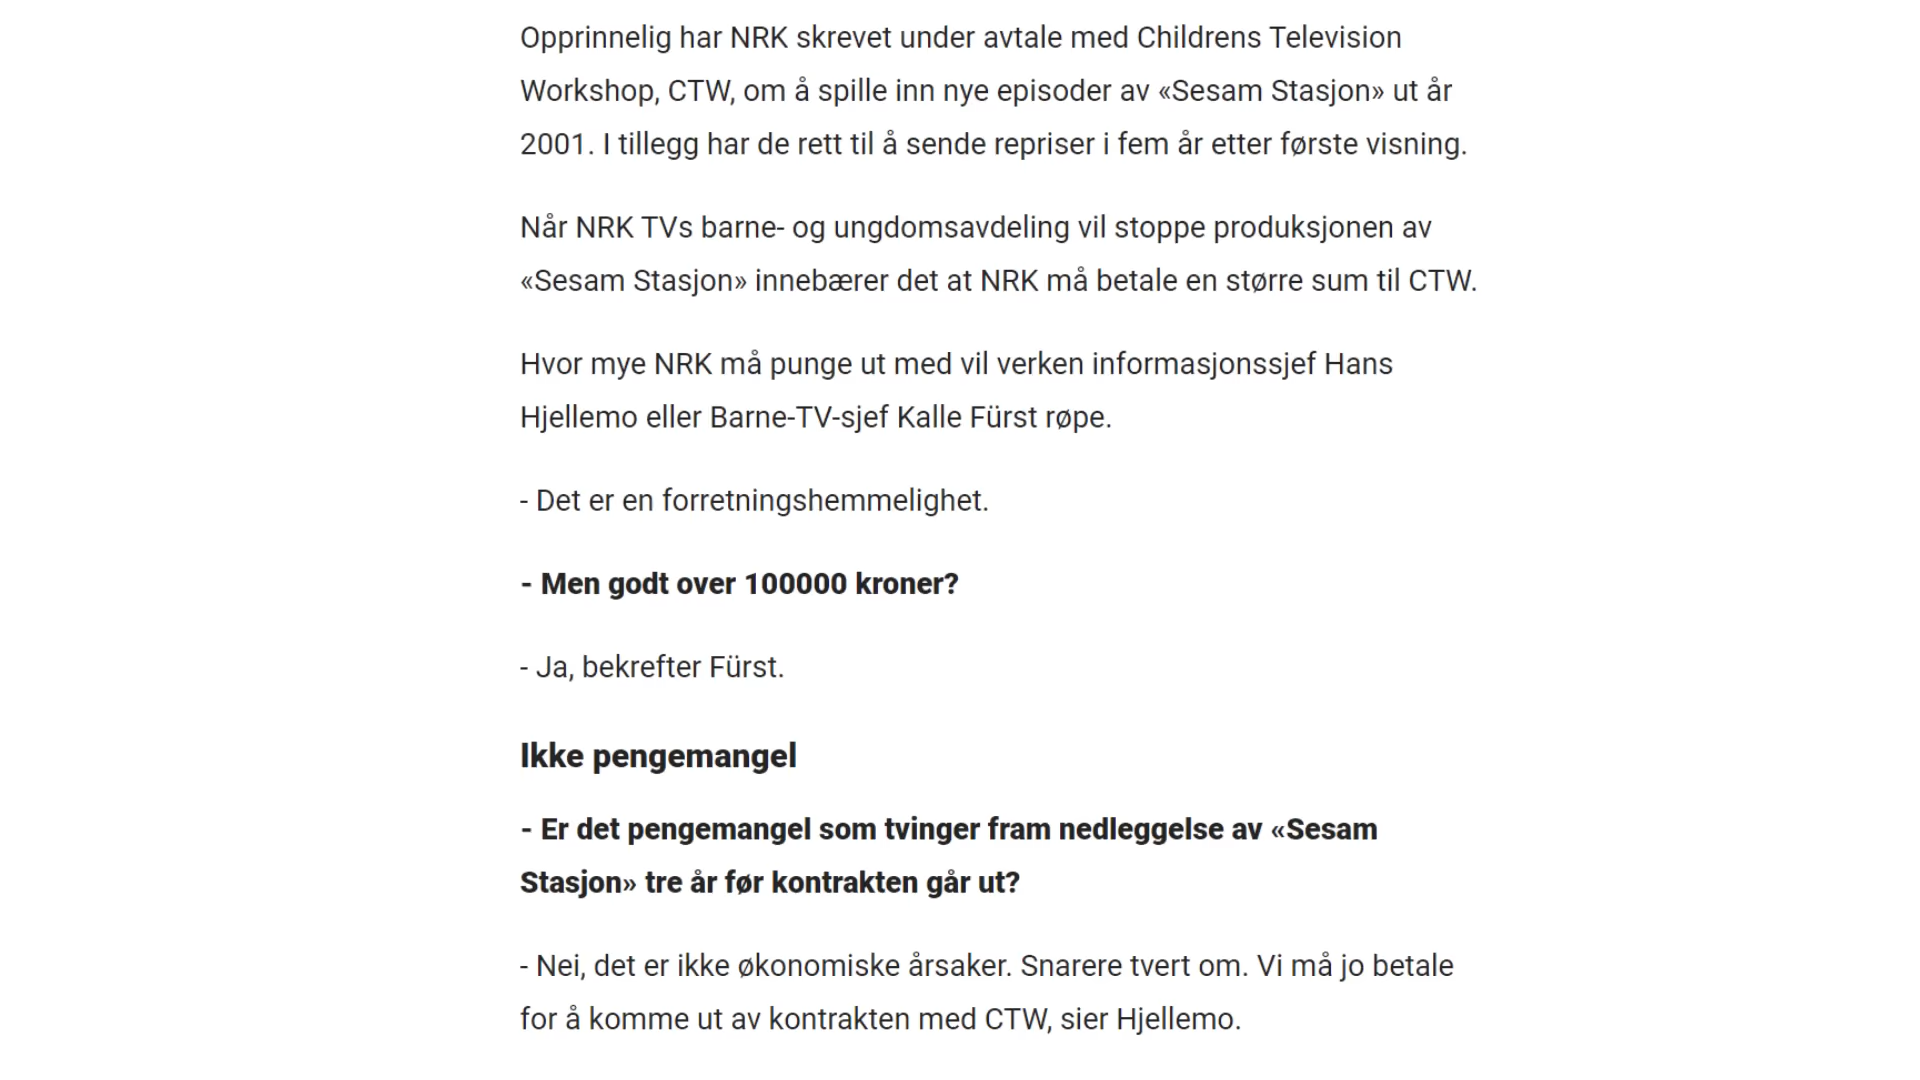 Opprinnelig har NRK skrevet under avtale med Childrens Television
Workshop, CTW, om å spille inn nye episoder av «Sesam Stasjon» ut år
2001. I tillegg har de rett til å sende repriser i fem år etter første visning.
Når NRK TVs barne- og ungdomsavdeling vil stoppe produksjonen av
«Sesam Stasjon» innebærer det at NRK må betale en større sum til CTW.
Hvor mye NRK må punge ut med vil verken informasjonssjef Hans
Hjellemo eller Barne-TV-sjef Kalle Fürst røpe.
- Det er en forretningshemmelighet.
- Men godt over 100000 kroner?
- Ja, bekrefter Fürst.
Ikke pengemangel
- Er det pengemangel som tvinger fram nedleggelse av «Sesam
Stasjon» tre år før kontrakten går ut?
- Nei, det er ikke økonomiske årsaker. Snarere tvert om. Vi må jo betale
for å komme ut av kontrakten med CTW, sier Hjellemo.